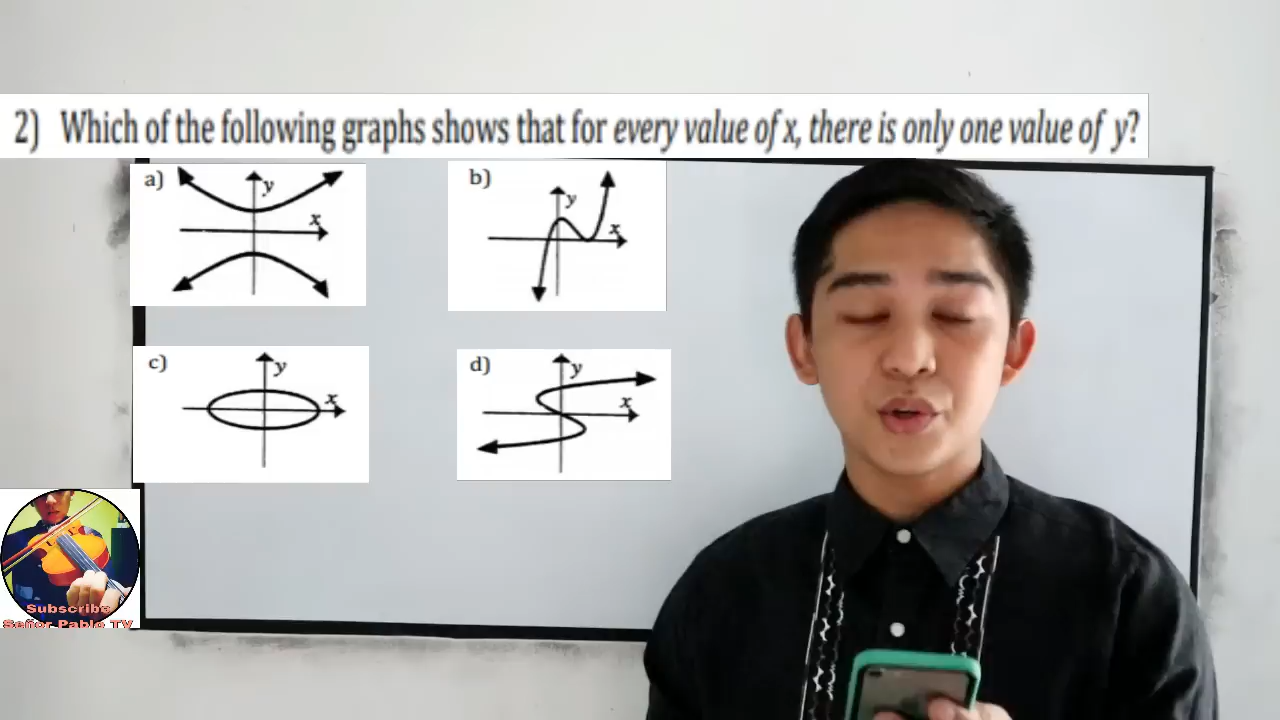 2) Which of the following graphs shows that for every value of x, there is only one value of y?
a) y x
b) y x
c) y x
d) y x
Subscribe
Señor Pablo TV